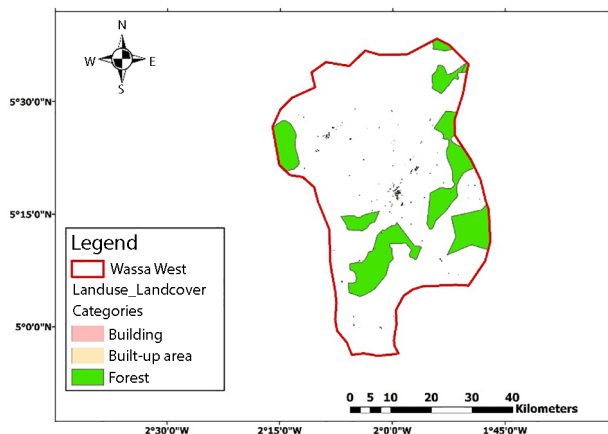 N
W E
S
5°30'0"N
5°15'0"N
5°0'0"N
Legend
Wassa West
Landuse_Landcover
Categories
Building
Built-up area
Forest
0 5 10 20 30 40
Kilometers
2°30'0"W 2°15'0"W 2°0'0"W 1°45'0"W